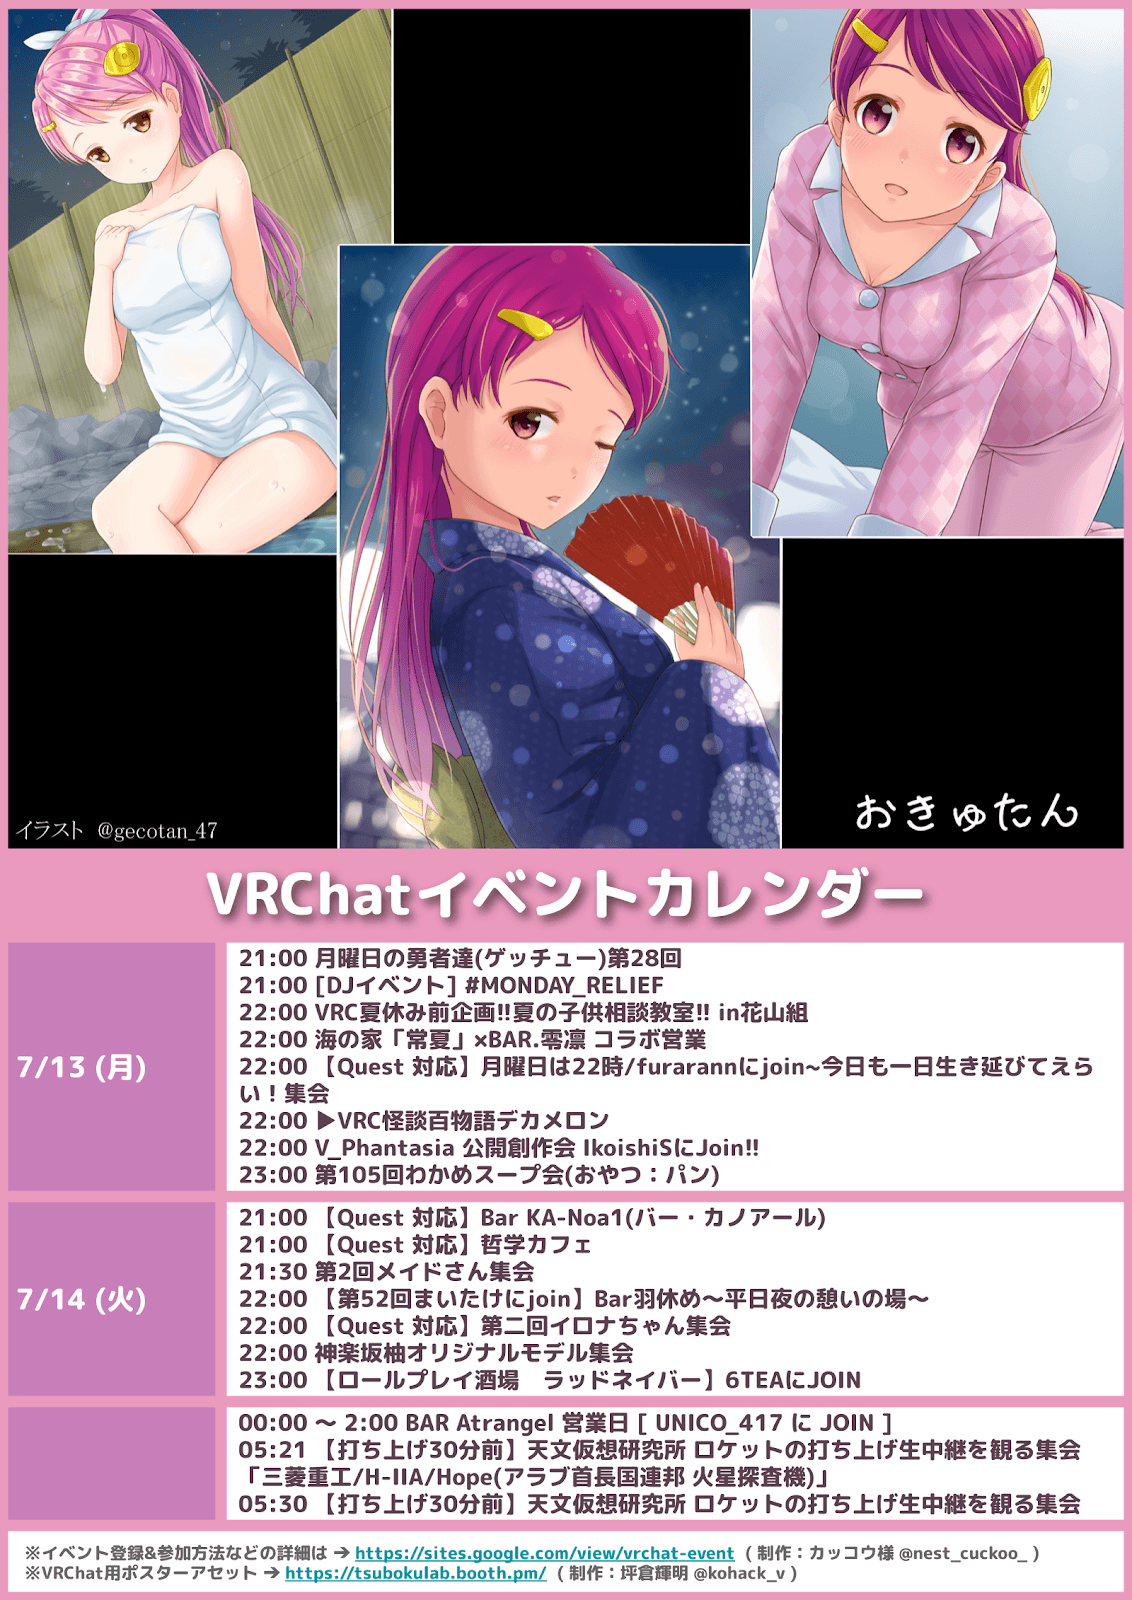 イラスト @gecotan_47
おきゅたん
VRChatイベントカレンダー
7/13 (月)
21:00 月曜日の勇者達(ゲッチュー)第28回
21:00 [DJイベント] #MONDAY_RELIEF
22:00 VRC夏休み前企画!!夏の子供相談教室!! in花山組
22:00 海の家「常夏」×BAR.零凛 コラボ営業
22:00 【Quest 対応】月曜日は22時/furarannにjoin~今日も一日生き延びてえら
い！集会
22:00 ▶VRC怪談百物語デカメロン
22:00 V_Phantasia 公開創作会 IkoishiSにJoin!!
23:00 第105回わかめスープ会(おやつ：パン)
7/14 (火)
21:00 【Quest 対応】Bar KA-Noa1(バー・カノアール)
21:00 【Quest 対応】哲学カフェ
21:30 第2回メイドさん集会
22:00 【第52回まいたけにjoin】Bar羽休め～平日夜の憩いの場～
22:00 【Quest 対応】第二回イロナちゃん集会
22:00 神楽坂柚オリジナルモデル集会
23:00 【ロールプレイ酒場　ラッドネイバー】6TEAにJOIN
00:00 ～ 2:00 BAR Atrangel 営業日 [ UNICO_417 に JOIN ]
05:21 【打ち上げ30分前】天文仮想研究所 ロケットの打ち上げ生中継を観る集会
「三菱重工/H-IIA/Hope(アラブ首長国連邦 火星探査機)」
05:30 【打ち上げ30分前】天文仮想研究所 ロケットの打ち上げ生中継を観る集会
※イベント登録&参加方法などの詳細は → https://sites.google.com/view/vrchat-event ( 制作：カッコウ様 @nest_cuckoo_ )
※VRChat用ポスターアセット → https://tsubokulab.booth.pm/ ( 制作：坪倉輝明 @kohack_v )